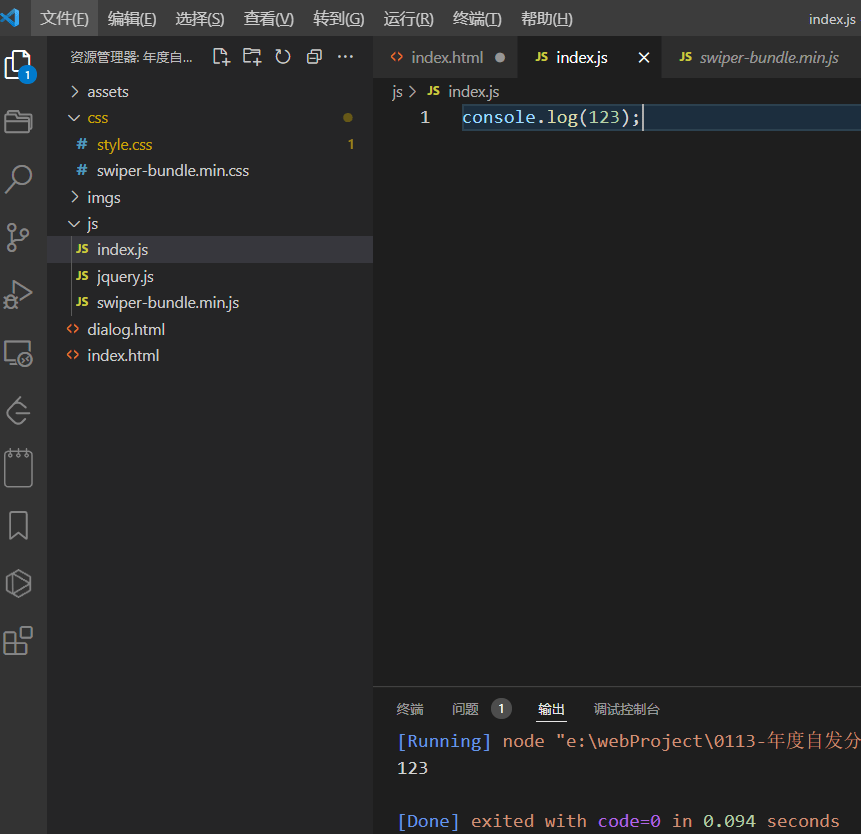 文件(F) 编辑(E) 选择(S) 查看(V) 转到(G) 运行(R) 终端(T) 帮助(H) index.js
资源管理器: 年度自...
index.html
JS index.js
JS swiper-bundle.min.js
1
assets
css
# style.css 1
# swiper-bundle.min.css
imgs
js
JS index.js
JS jquery.js
JS swiper-bundle.min.js
<> dialog.html
<> index.html
js > JS index.js
1 console.log(123);
终端 问题 1 输出 调试控制台
[Running] node "e:\webProject\0113-年度自发分
123
[Done] exited with code=0 in 0.094 seconds